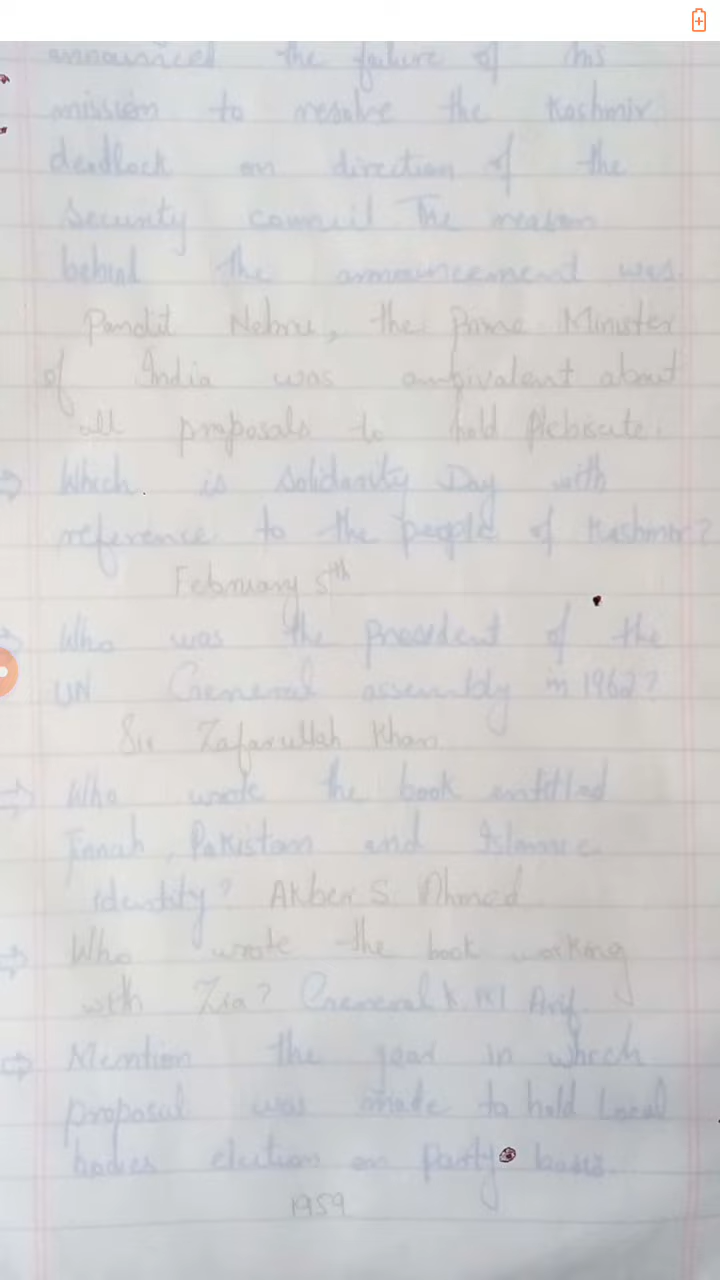 announced the failure of his
mission to resolve the Kashmir
deadlock on direction of the
Security council The reason
behind the announcement was
Pandit Nehru, the Prime Minister
of India was ambivalent about
all proposals to hold Plebiscute.
Which is Solidarity Day with
reference to the people of Kashmir?
February 5th
Who was the president of the
UN General assembly in 1962?
Sir Zafarullah Khan
Who wrote the book entitled
Jinnah, Pakistan and Islamic
identity? Akber S. Ahmed
Who wrote the book working
with Zia? General K M Arif
Mention the year in which
proposal was made to hold Local
bodies election on party basis.
1959